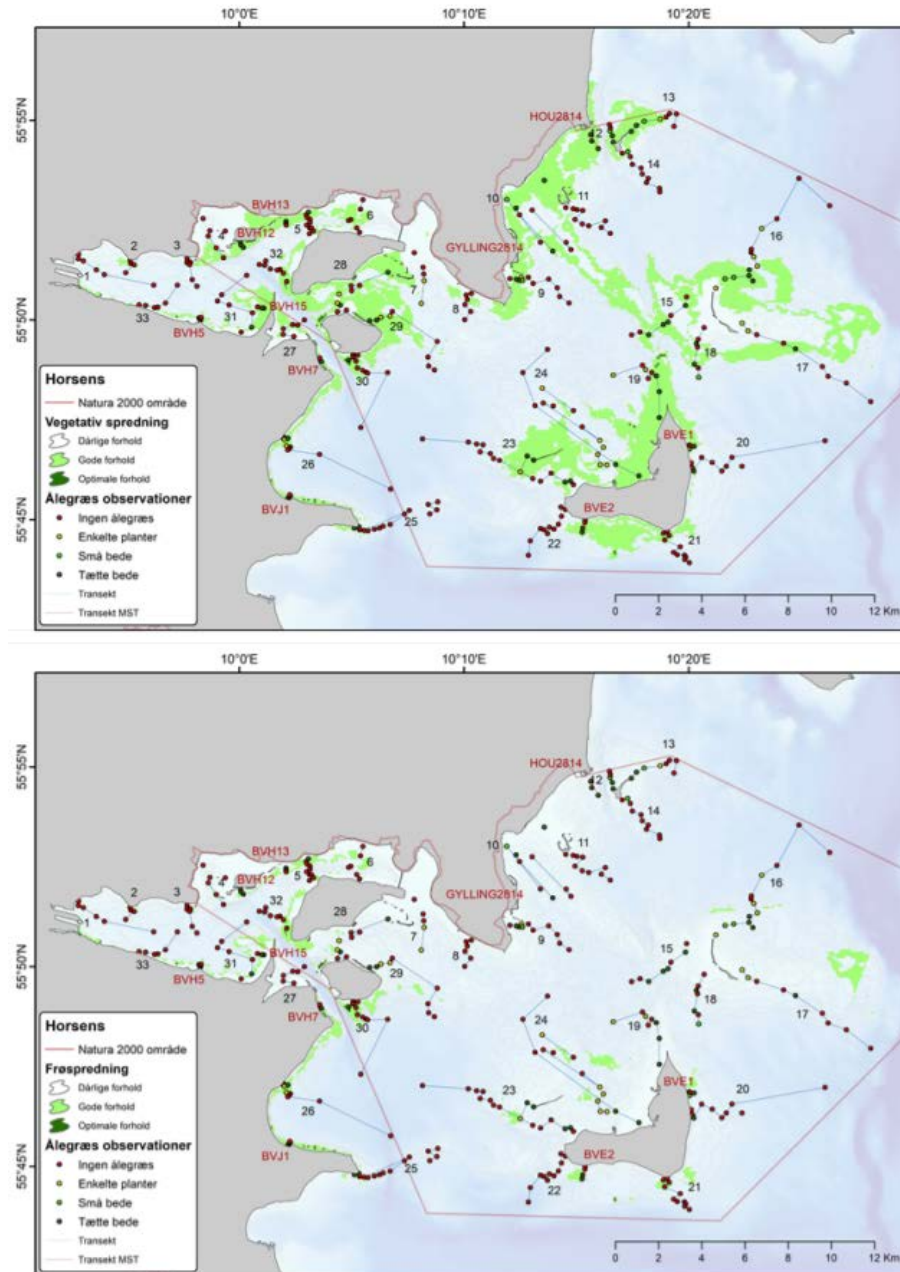 10°0'E 10°10'E 10°20'E
55°55'N
55°50'N
55°45'N
HOU2814
13
12
14
10
11
BVH13
6
BVH12
4
5
GYLLING2814
16
2
3
32
28
1
7
9
8
BVH15
15
33
31
29
BVH5
27
18
17
BVH7
30
19
24
BVE1
20
23
26
BVJ1
BVE2
25
22
21
Horsens
Natura 2000 område
Vegetativ spredning
Dårlige forhold
Gode forhold
Optimale forhold
Ålegræs observationer
Ingen ålegræs
Enkelte planter
Små bede
Tætte bede
Transekt
Transekt MST
0 2 4 6 8 10 12 Km
10°0'E 10°10'E 10°20'E
55°55'N
55°50'N
55°45'N
HOU2814
13
12
14
10
11
BVH13
6
BVH12
4
5
GYLLING2814
16
2
3
32
28
1
7
9
8
BVH15
15
33
31
29
BVH5
27
18
17
BVH7
30
19
24
BVE1
20
23
26
BVJ1
BVE2
25
22
21
Horsens
Natura 2000 område
Frøspredning
Dårlige forhold
Gode forhold
Optimale forhold
Ålegræs observationer
Ingen ålegræs
Enkelte planter
Små bede
Tætte bede
Transekt
Transekt MST
0 2 4 6 8 10 12 Km